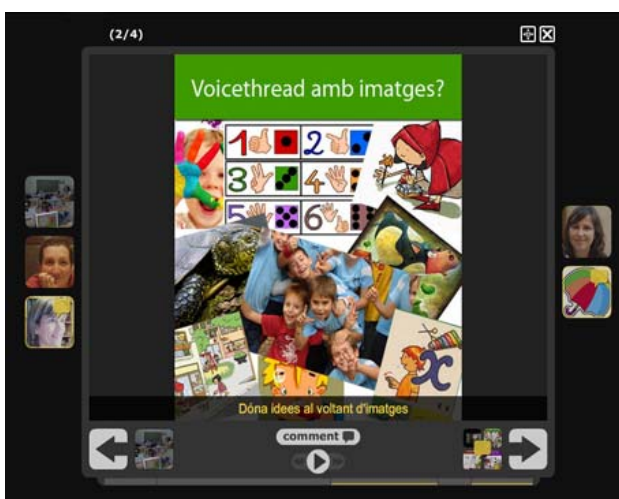 (2/4)
Voicethread amb imatges?
1 2
3 4
5 6
x
Dóna idees al voltant d'imatges
comment